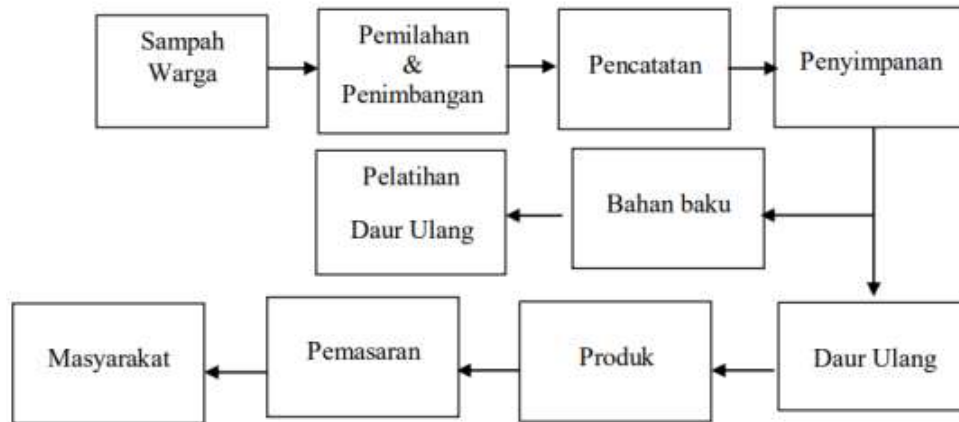 Sampah
Warga
Pemilahan
&
Penimbangan
Pencatatan
Penyimpanan
Pelatihan
Daur Ulang
Bahan baku
Masyarakat
Pemasaran
Produk
Daur Ulang